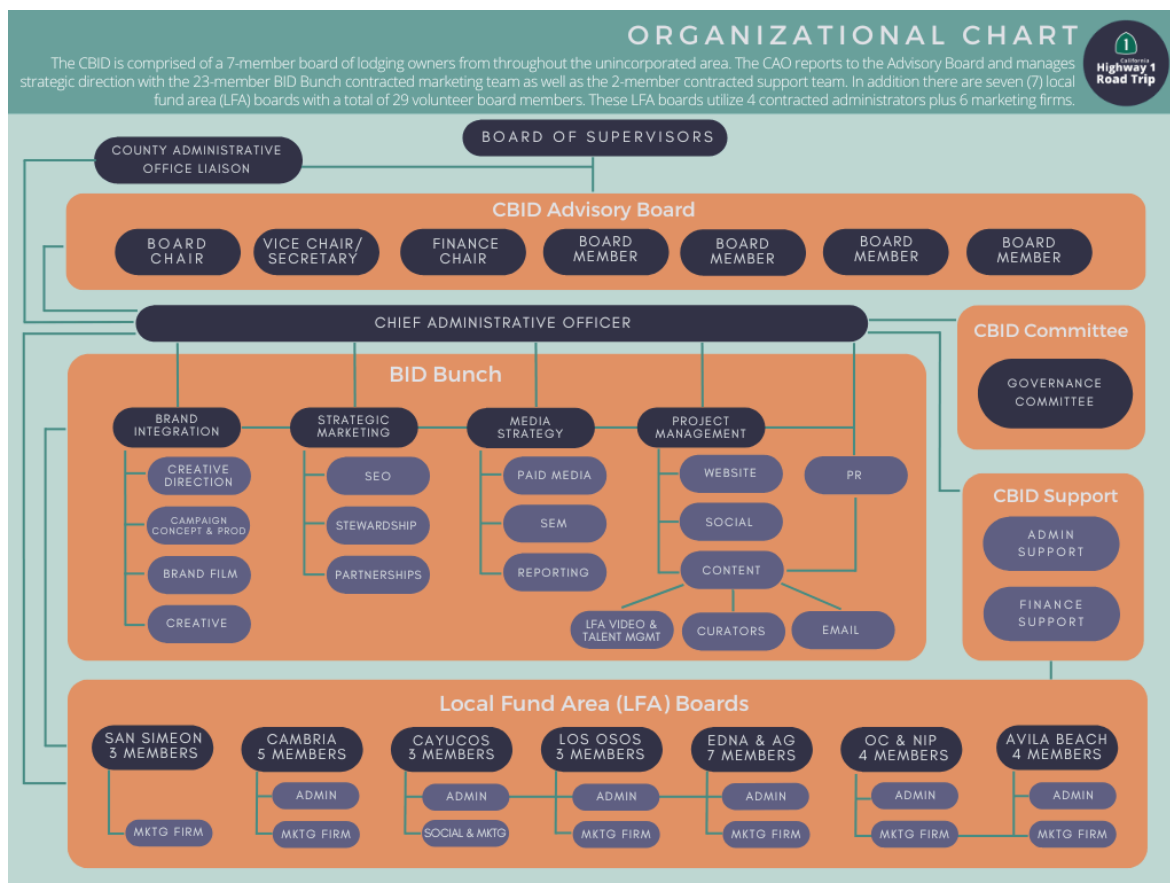 ORGANIZATIONAL CHART
The CBID is comprised of a 7-member board of lodging owners from throughout the unincorporated area. The CAO reports to the Advisory Board and manages
strategic direction with the 23-member BID Bunch contracted marketing team as well as the 2-member contracted support team. In addition there are seven (7) local
fund area (LFA) boards with a total of 29 volunteer board members. These LFA boards utilize 4 contracted administrators plus 6 marketing firms.
1
California
Highway 1
Road Trip
BOARD OF SUPERVISORS
COUNTY ADMINISTRATIVE
OFFICE LIAISON
CBID Advisory Board
BOARD
CHAIR
VICE CHAIR/
SECRETARY
FINANCE
CHAIR
BOARD
MEMBER
BOARD
MEMBER
BOARD
MEMBER
BOARD
MEMBER
CHIEF ADMINISTRATIVE OFFICER
CBID Committee
GOVERNANCE
COMMITTEE
BID Bunch
BRAND
INTEGRATION
CREATIVE
DIRECTION
CAMPAIGN
CONCEPT & PROD
BRAND FILM
CREATIVE
STRATEGIC
MARKETING
SEO
STEWARDSHIP
PARTNERSHIPS
MEDIA
STRATEGY
PAID MEDIA
SEM
REPORTING
PROJECT
MANAGEMENT
WEBSITE
SOCIAL
CONTENT
PR
LFA VIDEO &
TALENT MGMT
CURATORS
EMAIL
CBID Support
ADMIN
SUPPORT
FINANCE
SUPPORT
Local Fund Area (LFA) Boards
SAN SIMEON
3 MEMBERS
MKTG FIRM
CAMBRIA
5 MEMBERS
ADMIN
MKTG FIRM
CAYUCOS
3 MEMBERS
ADMIN
SOCIAL & MKTG
LOS OSOS
3 MEMBERS
ADMIN
MKTG FIRM
EDNA & AG
7 MEMBERS
ADMIN
MKTG FIRM
OC & NIP
4 MEMBERS
ADMIN
MKTG FIRM
AVILA BEACH
4 MEMBERS
ADMIN
MKTG FIRM